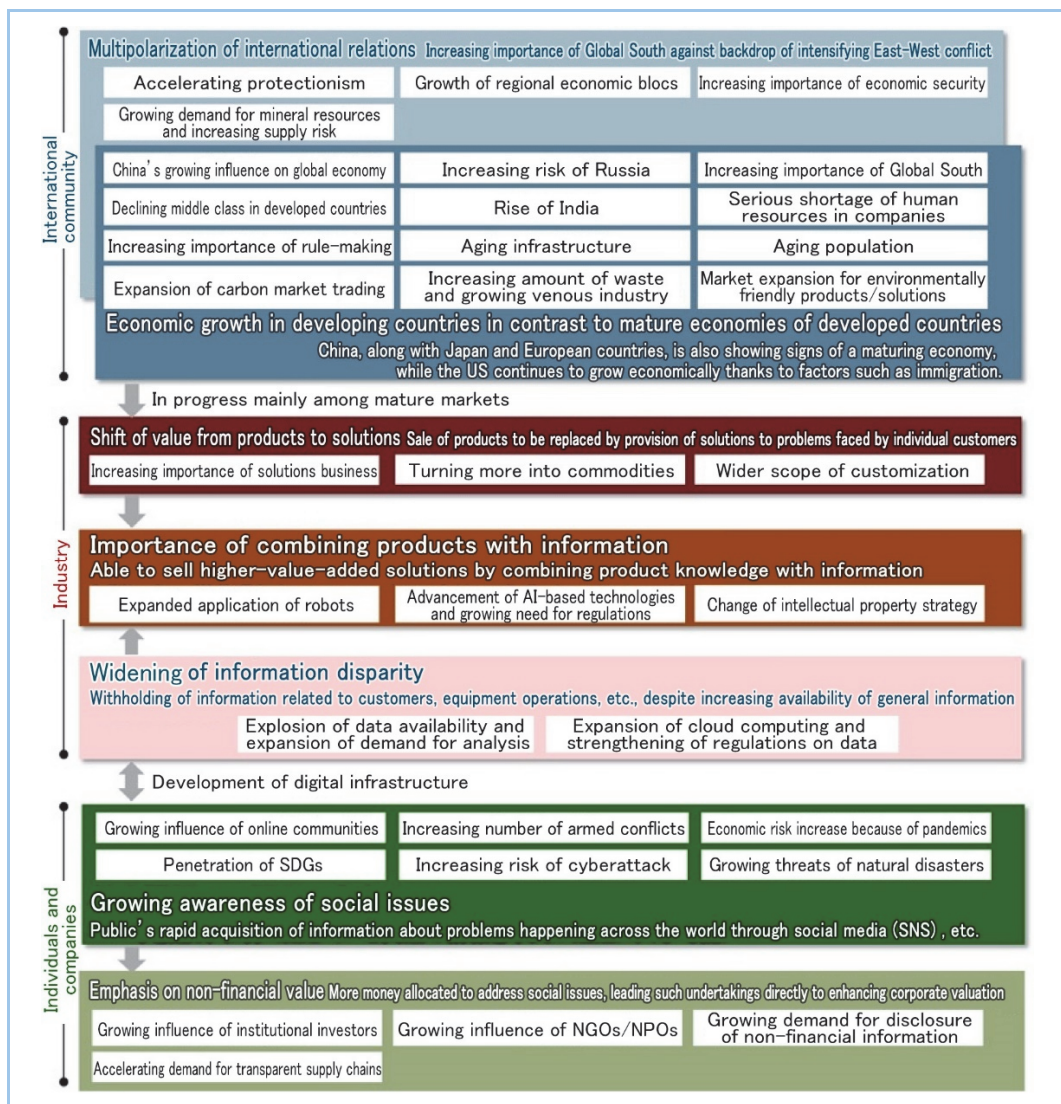 International
community
Multipolarization of international relations Increasing importance of Global South against backdrop of intensifying East-West conflict
Accelerating protectionism
Growth of regional economic blocs
Increasing importance of economic security
Growing demand for mineral resources
and increasing supply risk
China's growing influence on global economy
Increasing risk of Russia
Increasing importance of Global South
Declining middle class in developed countries
Rise of India
Serious shortage of human
resources in companies
Increasing importance of rule-making
Aging infrastructure
Aging population
Expansion of carbon market trading
Increasing amount of waste
and growing venous industry
Market expansion for environmentally
friendly products/solutions
Economic growth in developing countries in contrast to mature economies of developed countries
China, along with Japan and European countries, is also showing signs of a maturing economy,
while the US continues to grow economically thanks to factors such as immigration.
In progress mainly among mature markets
Industry
Shift of value from products to solutions Sale of products to be replaced by provision of solutions to problems faced by individual customers
Increasing importance of solutions business
Turning more into commodities
Wider scope of customization
Importance of combining products with information
Able to sell higher-value-added solutions by combining product knowledge with information
Expanded application of robots
Advancement of AI-based technologies
and growing need for regulations
Change of intellectual property strategy
Widening of information disparity
Withholding of information related to customers, equipment operations, etc., despite increasing availability of general information
Explosion of data availability and
expansion of demand for analysis
Expansion of cloud computing and
strengthening of regulations on data
Development of digital infrastructure
Individuals and
companies
Growing influence of online communities
Increasing number of armed conflicts
Economic risk increase because of pandemics
Penetration of SDGs
Increasing risk of cyberattack
Growing threats of natural disasters
Growing awareness of social issues
Public's rapid acquisition of information about problems happening across the world through social media (SNS) , etc.
Emphasis on non-financial value More money allocated to address social issues, leading such undertakings directly to enhancing corporate valuation
Growing influence of institutional investors
Growing influence of NGOs/NPOs
Growing demand for disclosure
of non-financial information
Accelerating demand for transparent supply chains